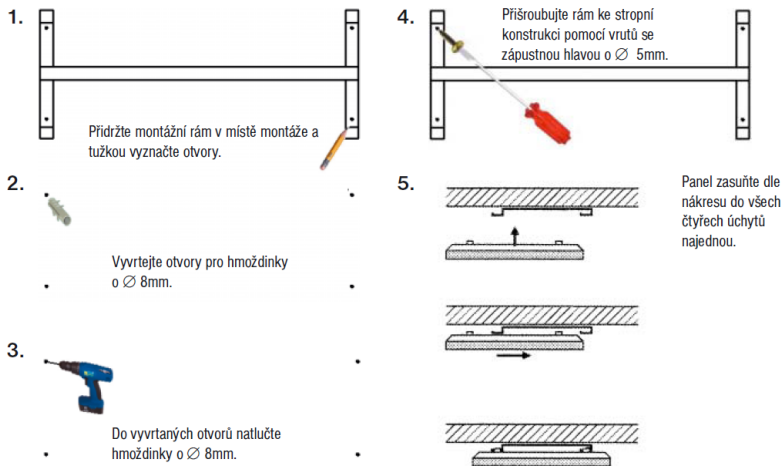 1.
Přidržte montážní rám v místě montáže a
tužkou vyznačte otvory.
2.
Vyvrtejte otvory pro hmoždinky
o ∅ 8mm.
3.
Do vyvrtaných otvorů natlučte
hmoždinky o ∅ 8mm.
4.
Přišroubujte rám ke stropní
konstrukci pomocí vrutů se
zápustnou hlavou o ∅ 5mm.
5.
Panel zasuňte dle
nákresu do všech
čtyřech úchytů
najednou.